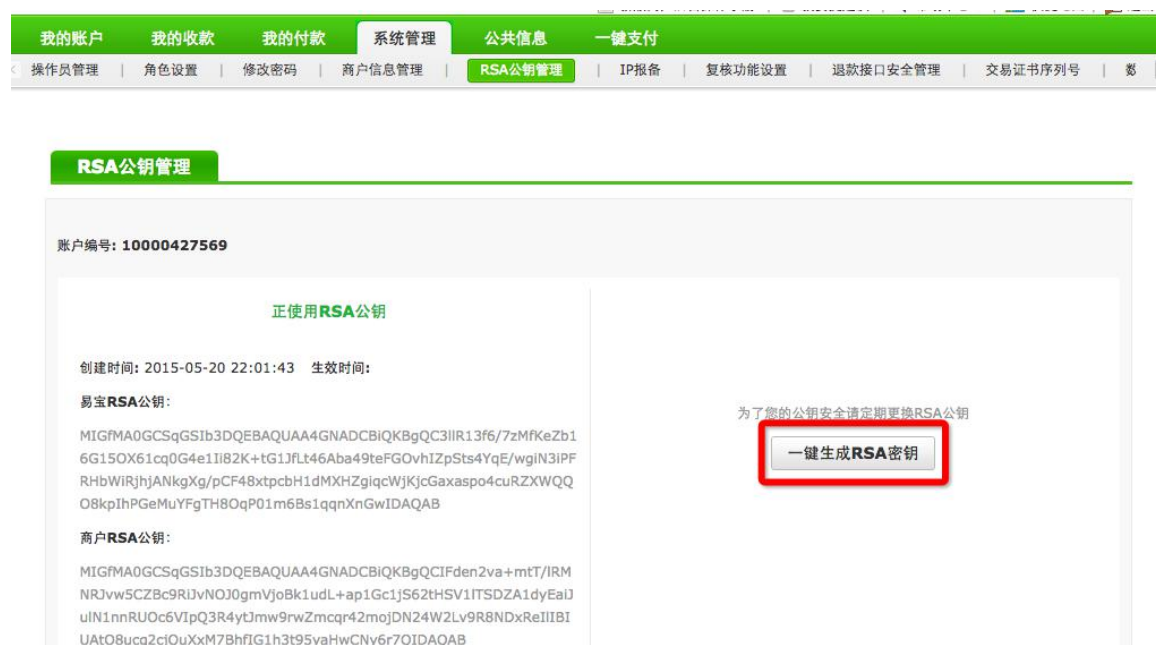 我的账户 我的收款 我的付款 系统管理 公共信息 一键支付
操作员管理 | 角色设置 | 修改密码 | 商户信息管理 | RSA公钥管理 | IP报备 | 复核功能设置 | 退款接口安全管理 | 交易证书序列号 |
RSA公钥管理
账户编号: 10000427569
正使用RSA公钥
创建时间: 2015-05-20 22:01:43 生效时间:
易宝RSA公钥:
MIGfMA0GCSqGSIb3DQEBAQUAA4GNADCBiQKBgQC3llR13f6/7zMfKeZb1
6G15OX61cq0G4e1Ii82K+tG1JfLt46Aba49teFGOvhIZpSts4YqE/wgiN3iPF
RHbWiRjhjANkgXg/pCF48xtpcbH1dMXHZgiqcWjKjcGaxaspo4cuRZXWQQ
O8kpIhPGeMuYFgTH8OqP01m6Bs1qqnXnGwIDAQAB
商户RSA公钥:
MIGfMA0GCSqGSIb3DQEBAQUAA4GNADCBiQKBgQCIFden2va+mtT/lRM
NRJvw5CZBc9RiJvNOJ0gmVjoBk1udL+ap1Gc1jS62tHSV1lTSDZA1dyEaiJ
ulN1nnRUOc6VIpQ3R4ytJmw9rwZmcqr42mojDN24W2Lv9R8NDxReIlIBI
UAtO8ucq2cjOuXxM7BhfIG1h3t95vaHwCNv6r7OIDAQAB
为了您的公钥安全请定期更换RSA公钥
一键生成RSA密钥